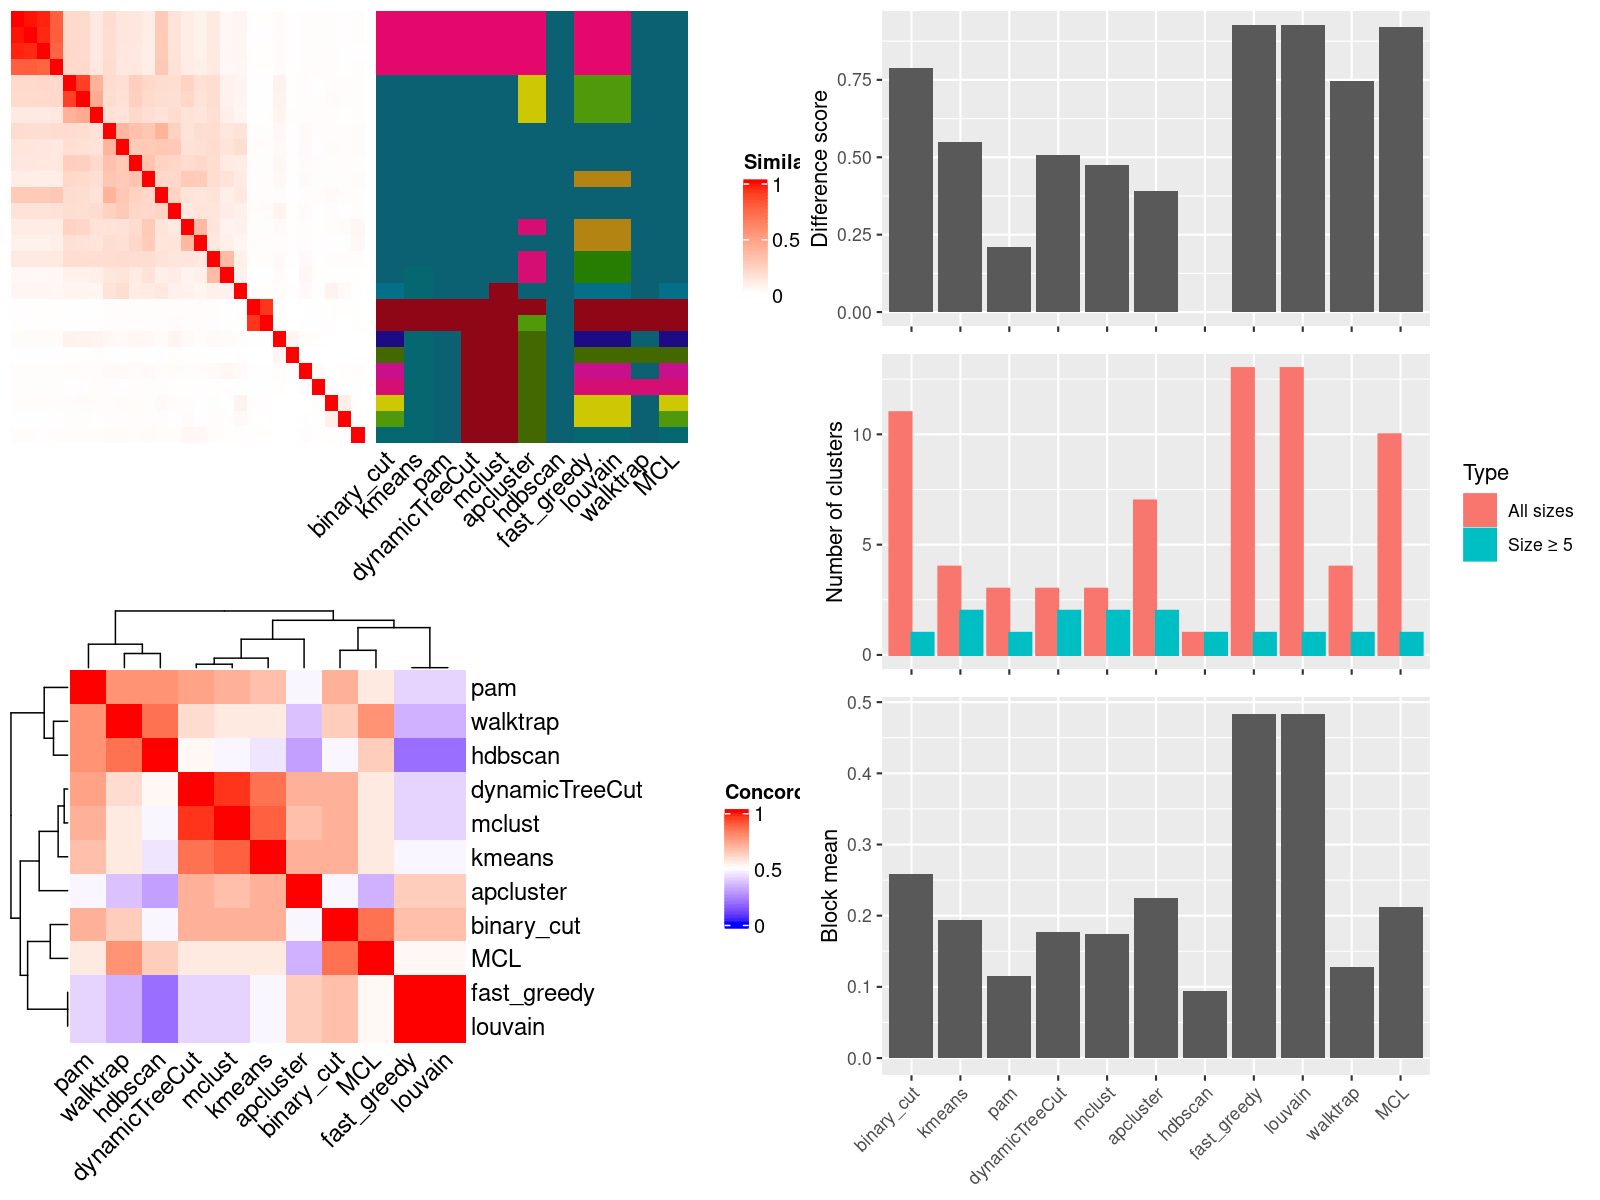 Simila
1
0.5
0
binary_cut
kmeans
pam
dynamicTreeCut
mclust
apcluster
hdbscan
fast_greedy
louvain
walktrap
MCL
Difference score
0.75
0.50
0.25
0.00
Number of clusters
10
5
0
Type
All sizes
Size ≥ 5
pam
walktrap
hdbscan
dynamicTreeCut
mclust
kmeans
apcluster
binary_cut
MCL
fast_greedy
louvain
pam
walktrap
hdbscan
dynamicTreeCut
mclust
kmeans
apcluster
binary_cut
MCL
fast_greedy
louvain
Concord
1
0.5
0
Block mean
0.5
0.4
0.3
0.2
0.1
0.0
binary_cut
kmeans
pam
dynamicTreeCut
mclust
apcluster
hdbscan
fast_greedy
louvain
walktrap
MCL